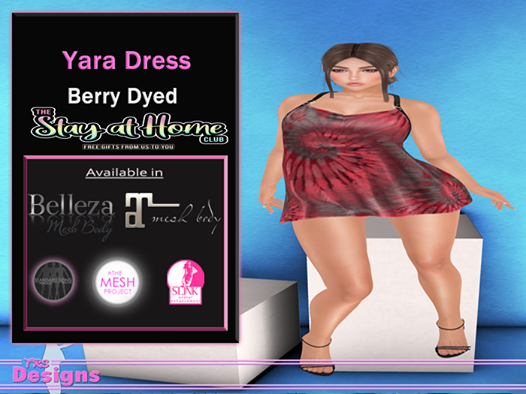 Yara Dress
Berry Dyed
THE
Stay at Home
CLUB
FREE GIFTS FROM US TO YOU
Available in
Belleza
Mesh Body
mesh body
#THE
MESH
PROJECT
SLINK
Designs